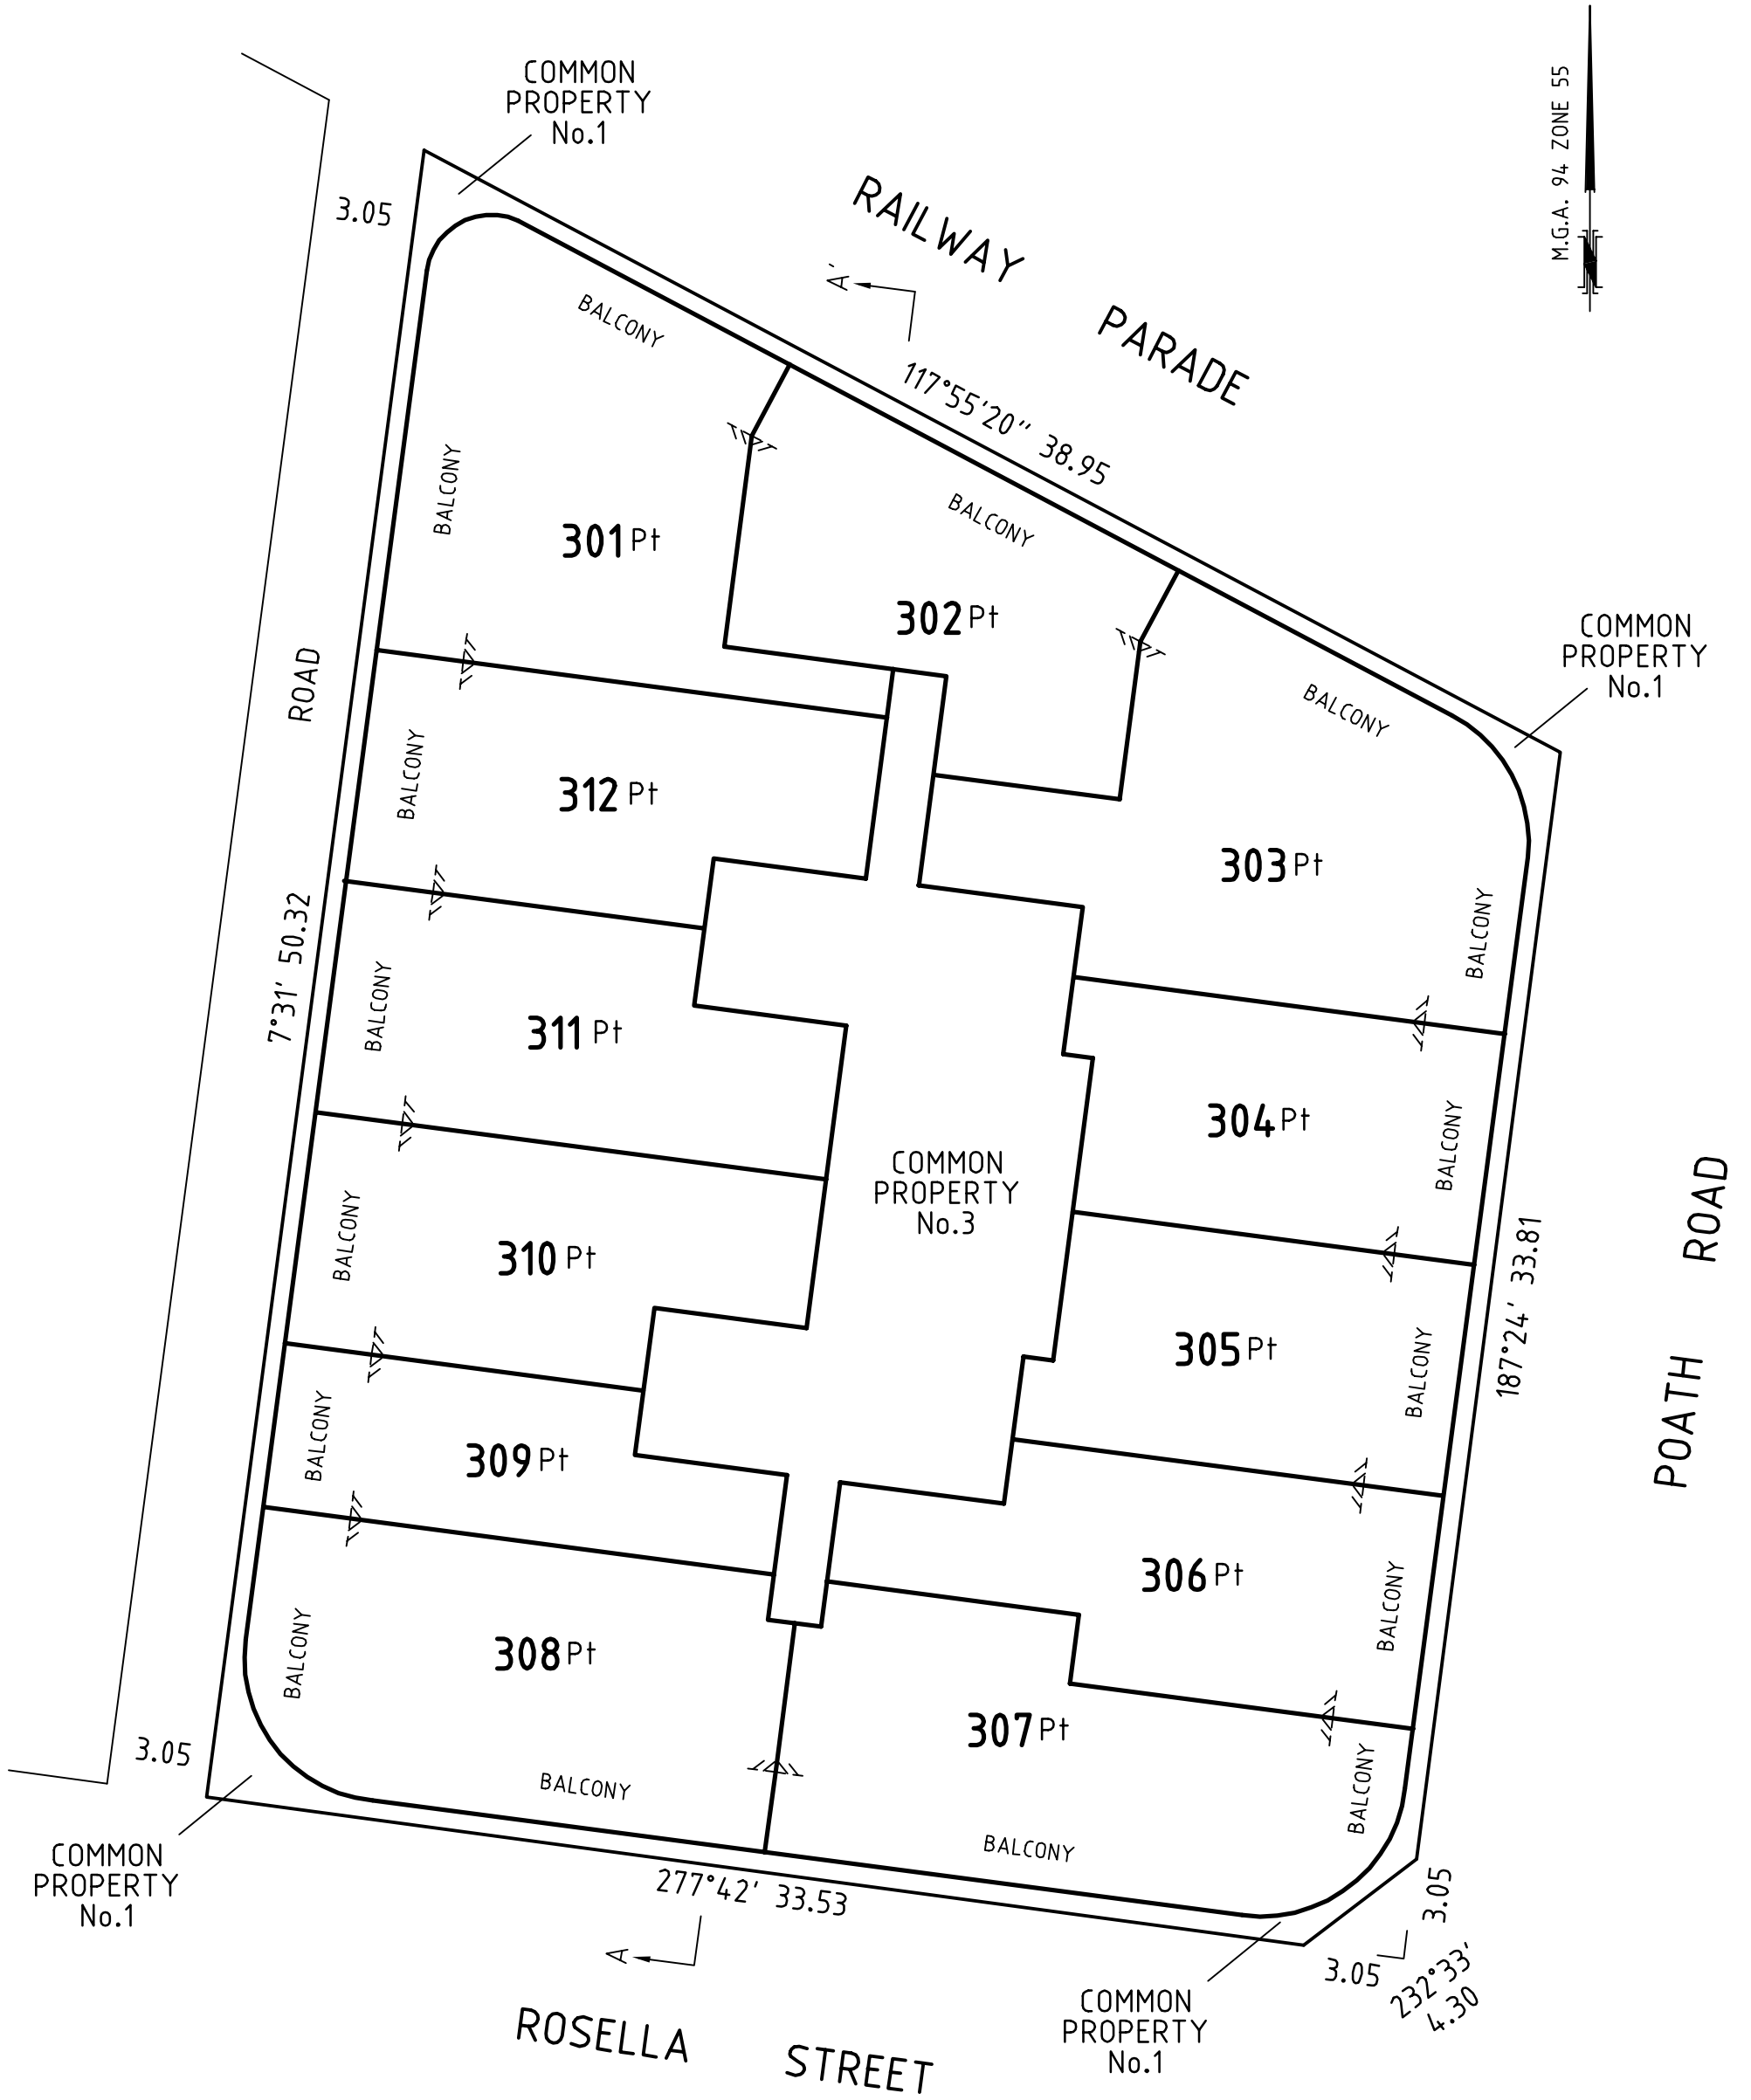 COMMON
PROPERTY
No.1
M.G.A. 94 ZONE 55
N
3.05
RAILWAY PARADE
A'
117°55'20" 38.95
BALCONY
BALCONY
301 Pt
BALCONY
302 Pt
COMMON
PROPERTY
No.1
BALCONY
ROAD
BALCONY
312 Pt
303 Pt
BALCONY
7°31' 50.32
BALCONY
311 Pt
304 Pt
BALCONY
COMMON
PROPERTY
No.3
BALCONY
310 Pt
305 Pt
BALCONY
187°24' 33.81
POATH ROAD
BALCONY
309 Pt
306 Pt
BALCONY
BALCONY
308 Pt
307 Pt
BALCONY
3.05
BALCONY
BALCONY
COMMON
PROPERTY
No.1
277°42' 33.53
A
3.05
3.05
232°33'
4.30
COMMON
PROPERTY
No.1
ROSELLA STREET